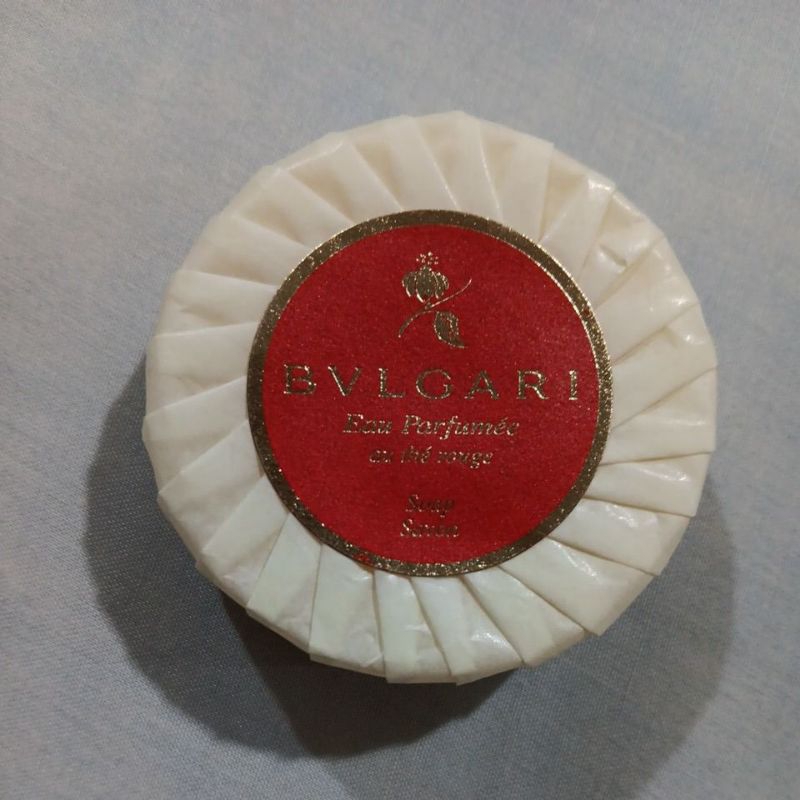 BVLGARI
Eau Parfumée
au thé rouge
Soap
Savon